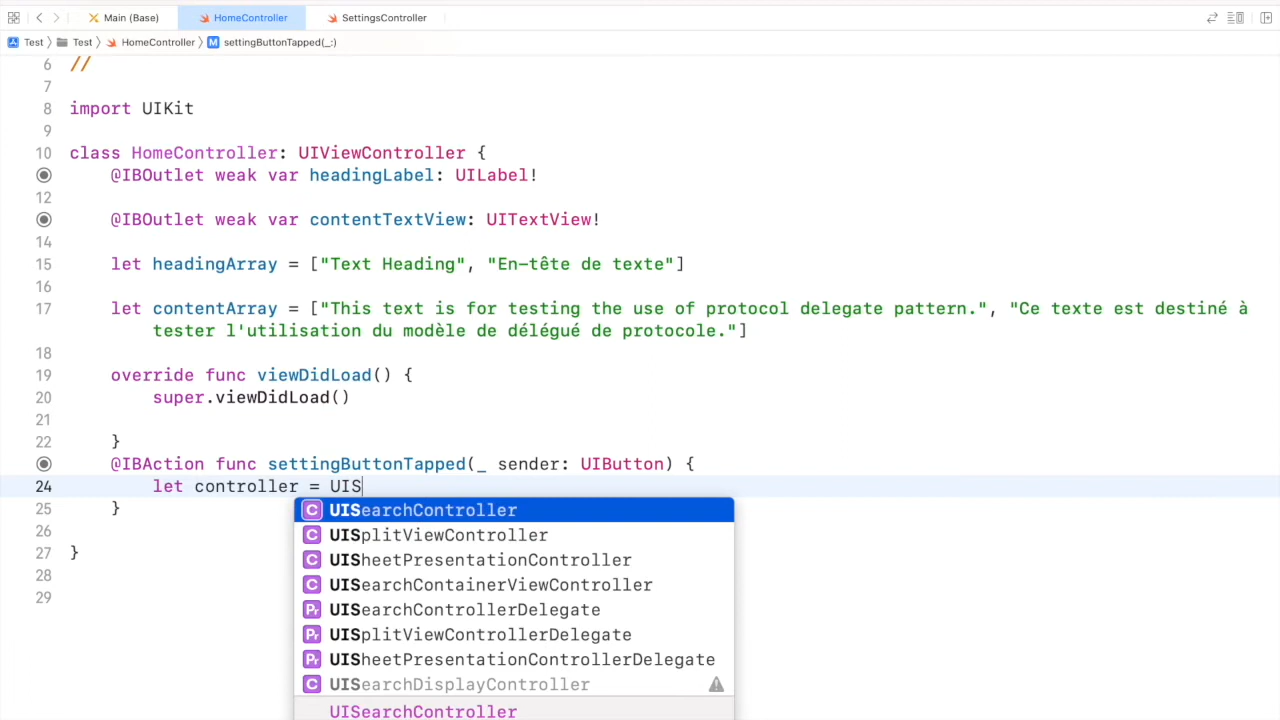 Main (Base)
HomeController
SettingsController
Test
Test
HomeController
M
settingButtonTapped(_:)
6 //
7
8 import UIKit
9
10 class HomeController: UIViewController {
@IBOutlet weak var headingLabel: UILabel!
12
@IBOutlet weak var contentTextView: UITextView!
14
15 let headingArray = ["Text Heading", "En-tête de texte"]
16
17 let contentArray = ["This text is for testing the use of protocol delegate pattern.", "Ce texte est destiné à
tester l'utilisation du modèle de délégué de protocole."]
18
19 override func viewDidLoad() {
20 super.viewDidLoad()
21
22 }
@IBAction func settingButtonTapped(_ sender: UIButton) {
24 let controller = UIS
25 }
26
27 }
28
29
C UISearchController
C UISplitViewController
C UISheetPresentationController
C UISearchContainerViewController
Pr UISearchControllerDelegate
Pr UISplitViewControllerDelegate
Pr UISheetPresentationControllerDelegate
C UISearchDisplayController
UISearchController